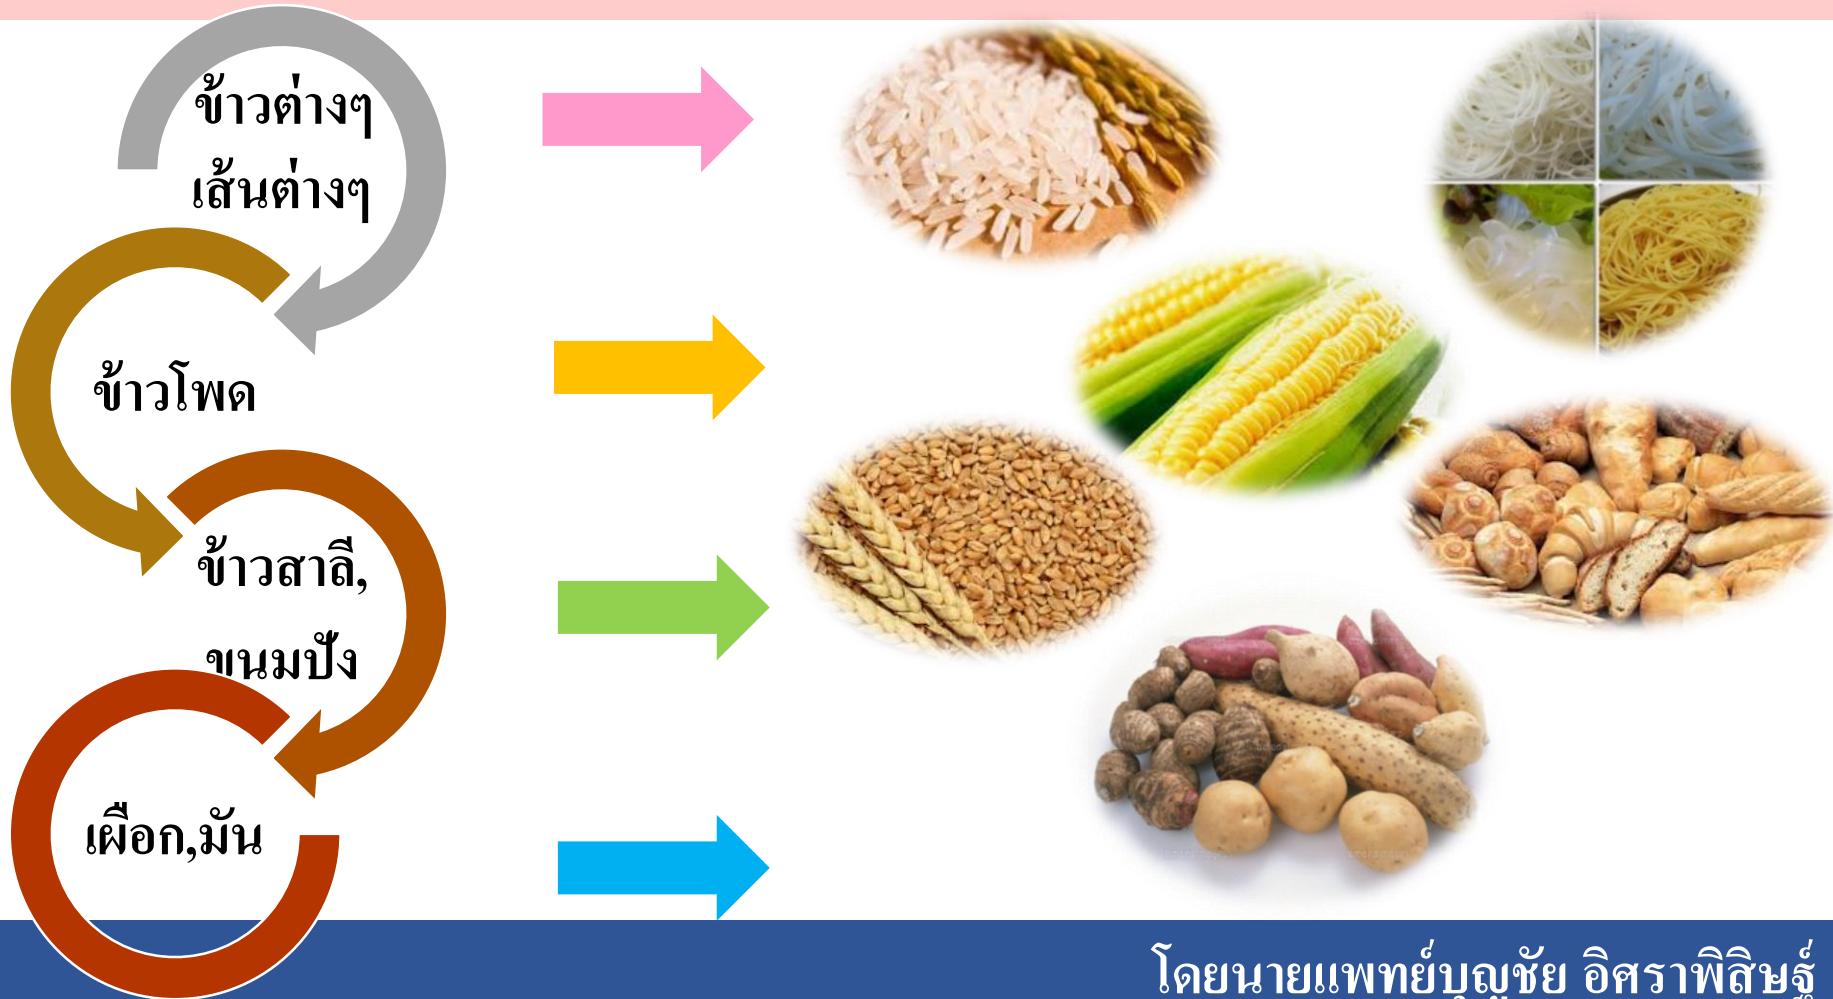 ข้าวต่างๆ
เส้นต่างๆ
ข้าวโพด
ข้าวสาลี,
ขนมปัง
เผือก,มัน
โดยนายแพทย์บุญชัย อิศราพิสิษฐ์